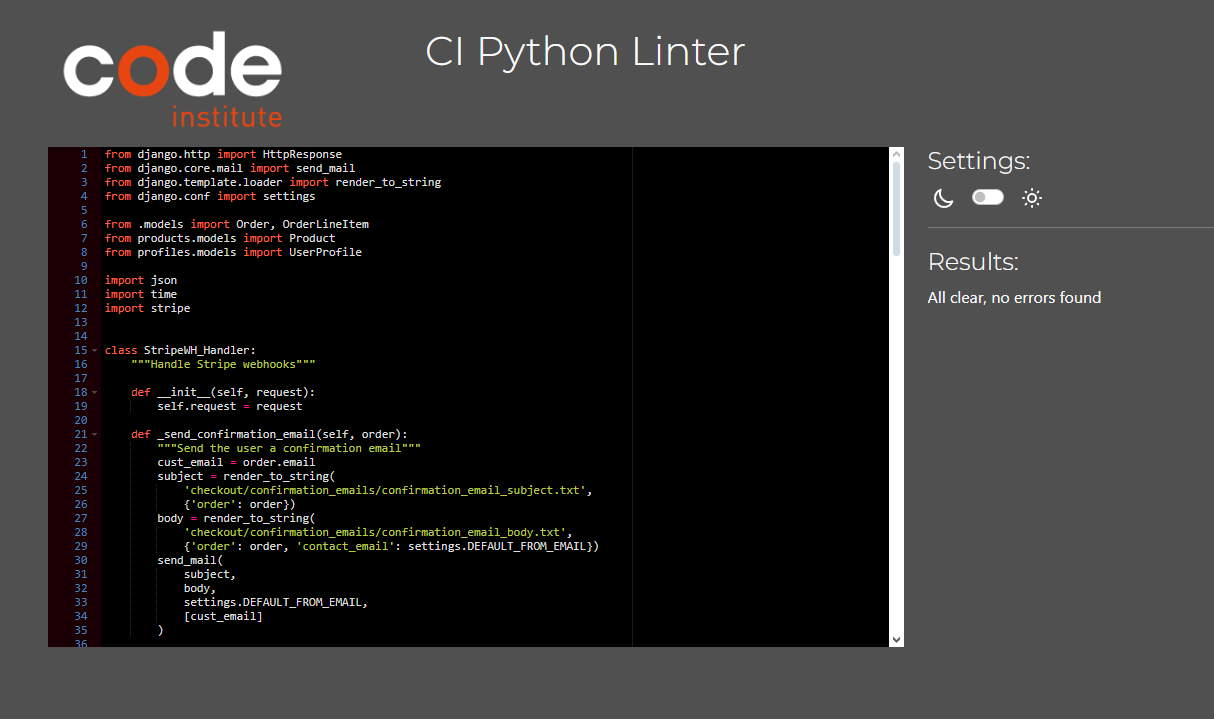 code
institute
CI Python Linter
1 from django.http import HttpResponse
2 from django.core.mail import send_mail
3 from django.template.loader import render_to_string
4 from django.conf import settings
5
6 from .models import Order, OrderLineItem
7 from products.models import Product
8 from profiles.models import UserProfile
9
10 import json
11 import time
12 import stripe
13
14
15 class StripeWH_Handler:
16     """Handle Stripe webhooks"""
17
18     def __init__(self, request):
19         self.request = request
20
21     def _send_confirmation_email(self, order):
22         """Send the user a confirmation email"""
23         cust_email = order.email
24         subject = render_to_string(
25             'checkout/confirmation_emails/confirmation_email_subject.txt',
26             {'order': order})
27         body = render_to_string(
28             'checkout/confirmation_emails/confirmation_email_body.txt',
29             {'order': order, 'contact_email': settings.DEFAULT_FROM_EMAIL})
30         send_mail(
31             subject,
32             body,
33             settings.DEFAULT_FROM_EMAIL,
34             [cust_email]
35         )
36
Settings:
Results:
All clear, no errors found